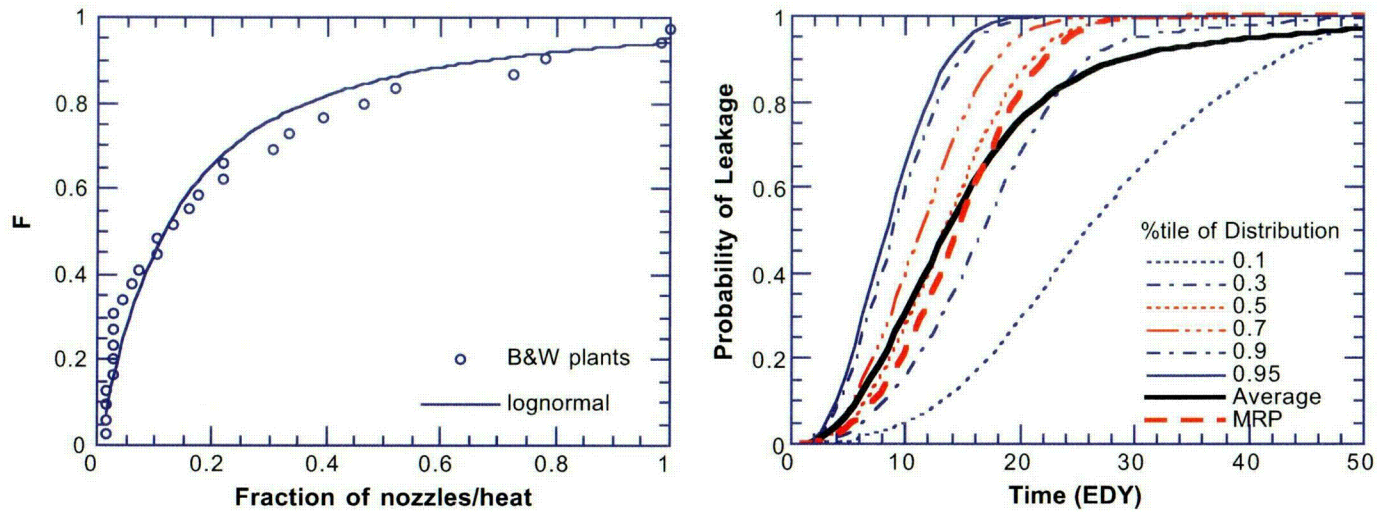 1
0.8
0.6
0.4
0.2
0
F
0 0.2 0.4 0.6 0.8 1
Fraction of nozzles/heat
B&W plants
lognormal
1
0.8
0.6
0.4
0.2
0
Probability of Leakage
0 10 20 30 40 50
Time (EDY)
%tile of Distribution
0.1
0.3
0.5
0.7
0.9
0.95
Average
MRP